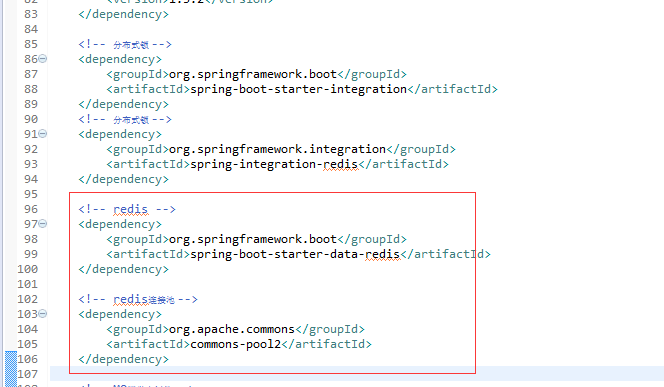 82 <version>1.3.2</version>
83 </dependency>
84
85 <!-- 分布式锁 -->
86 <dependency>
87 <groupId>org.springframework.boot</groupId>
88 <artifactId>spring-boot-starter-integration</artifactId>
89 </dependency>
90 <!-- 分布式锁 -->
91 <dependency>
92 <groupId>org.springframework.integration</groupId>
93 <artifactId>spring-integration-redis</artifactId>
94 </dependency>
95
96 <!-- redis -->
97 <dependency>
98 <groupId>org.springframework.boot</groupId>
99 <artifactId>spring-boot-starter-data-redis</artifactId>
100 </dependency>
101
102 <!-- redis连接池 -->
103 <dependency>
104 <groupId>org.apache.commons</groupId>
105 <artifactId>commons-pool2</artifactId>
106 </dependency>
107